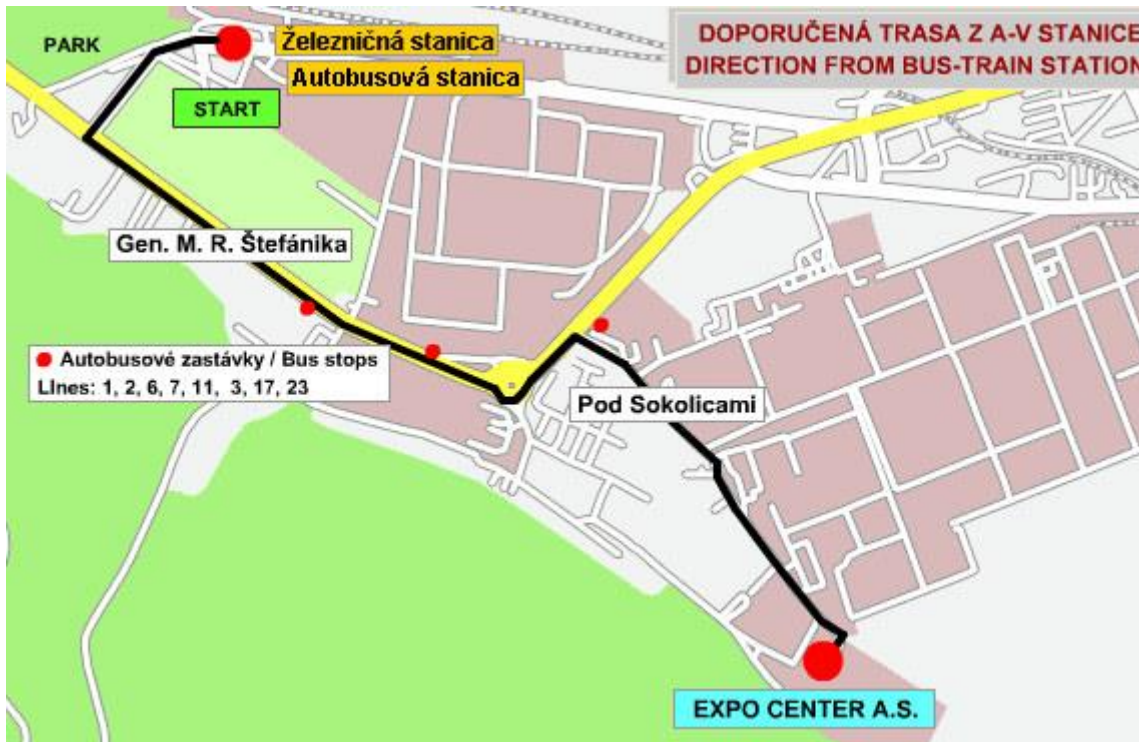 PARK
Železničná stanica
Autobusová stanica
START
DOPORUČENÁ TRASA Z A-V STANICE
DIRECTION FROM BUS-TRAIN STATION
Gen. M. R. Štefánika
Autobusové zastávky / Bus stops
LInes: 1, 2, 6, 7, 11, 3, 17, 23
Pod Sokolicami
EXPO CENTER A.S.